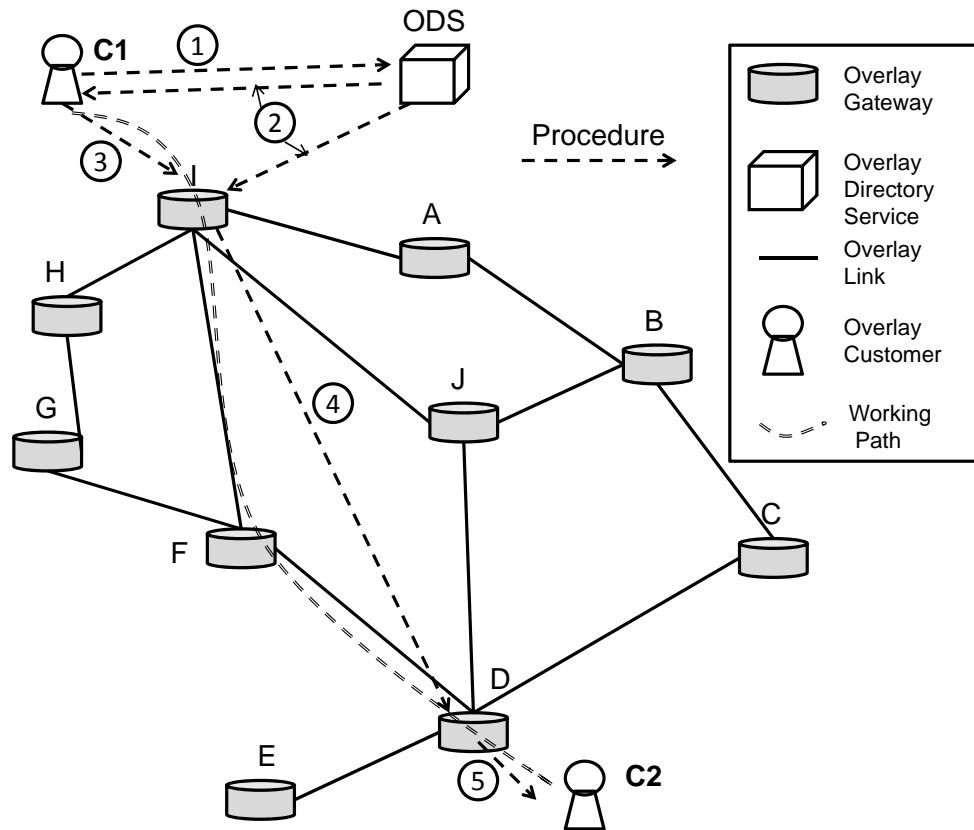 ODS
C1
1
2
3
Procedure
I
A
H
B
J
4
G
C
F
D
E
5
C2
Overlay
Gateway
Overlay
Directory
Service
Overlay
Link
Overlay
Customer
Working
Path